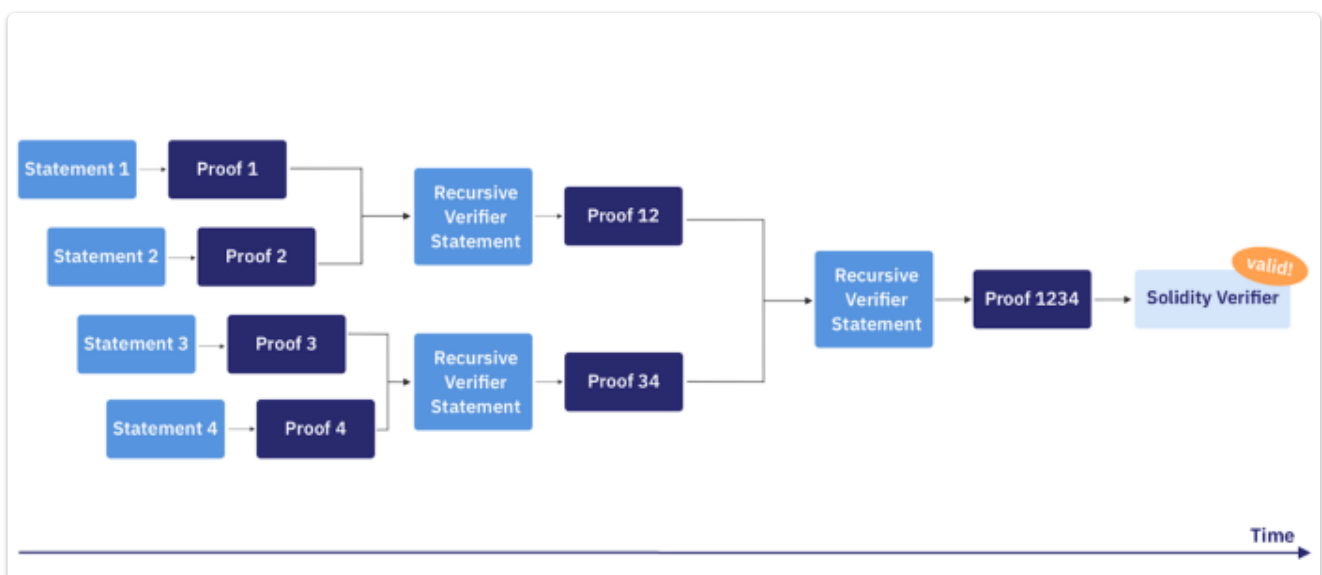 Statement 1
Proof 1
Statement 2
Proof 2
Statement 3
Proof 3
Statement 4
Proof 4
Recursive
Verifier
Statement
Proof 12
Recursive
Verifier
Statement
Proof 34
Recursive
Verifier
Statement
Proof 1234
valid!
Solidity Verifier
Time